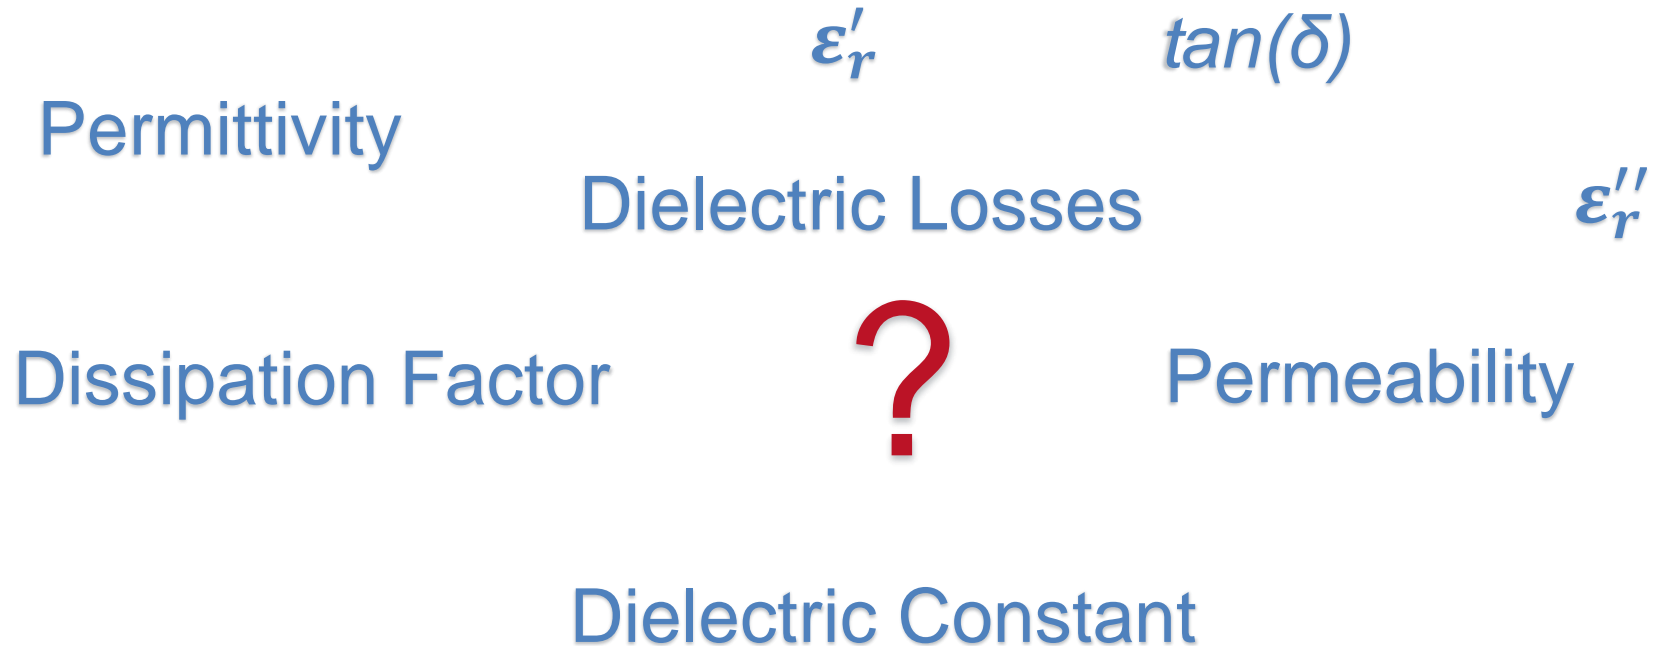 ε′r
tan(δ)
Permittivity
Dielectric Losses
ε′′r
Dissipation Factor
?
Permeability
Dielectric Constant